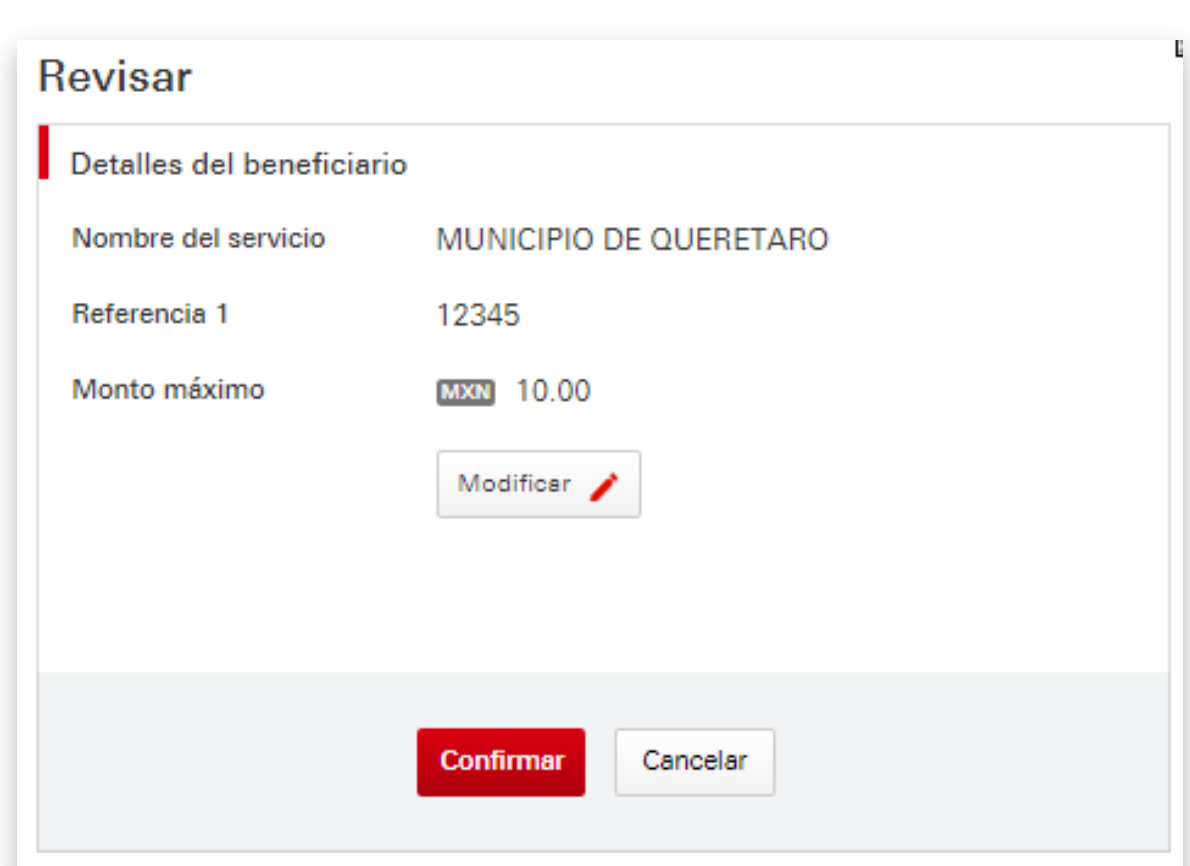 Revisar
Detalles del beneficiario
Nombre del servicio MUNICIPIO DE QUERETARO
Referencia 1 12345
Monto máximo MXN 10.00
Modificar
Confirmar Cancelar